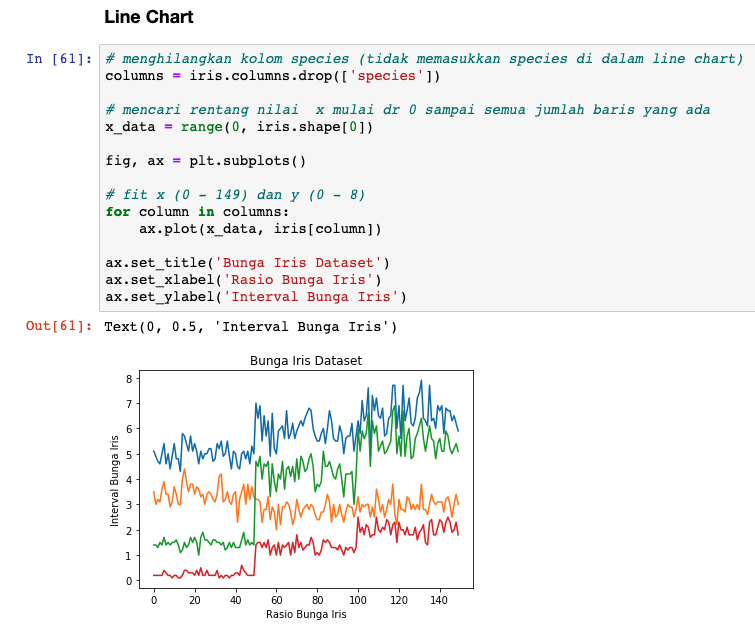 Line Chart
In [61]: # menghilangkan kolom species (tidak memasukkan species di dalam line chart)
columns = iris.columns.drop(['species'])
# mencari rentang nilai  x mulai dr 0 sampai semua jumlah baris yang ada
x_data = range(0, iris.shape[0])
fig, ax = plt.subplots()
# fit x (0 - 149) dan y (0 - 8)
for column in columns:
    ax.plot(x_data, iris[column])
ax.set_title('Bunga Iris Dataset')
ax.set_xlabel('Rasio Bunga Iris')
ax.set_ylabel('Interval Bunga Iris')
Out[61]: Text(0, 0.5, 'Interval Bunga Iris')
Bunga Iris Dataset
Interval Bunga Iris
8
7
6
5
4
3
2
1
0
0 20 40 60 80 100 120 140
Rasio Bunga Iris